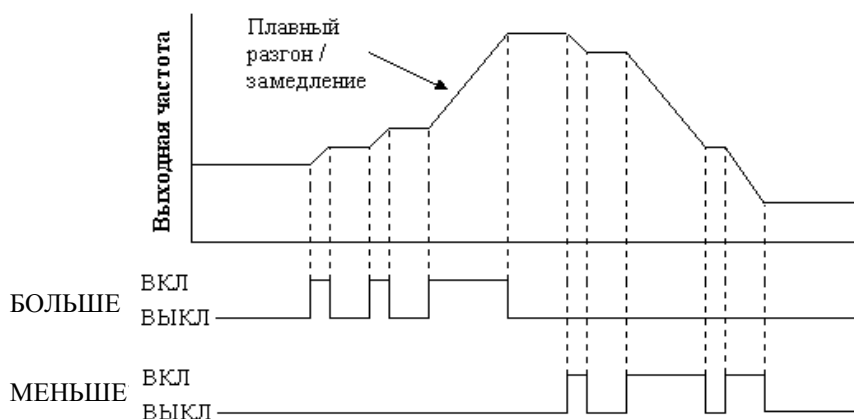 Плавный
разгон /
замедление
Выходная частота
БОЛЬШЕ
ВКЛ
ВЫКЛ
МЕНЬШЕ
ВКЛ
ВЫКЛ